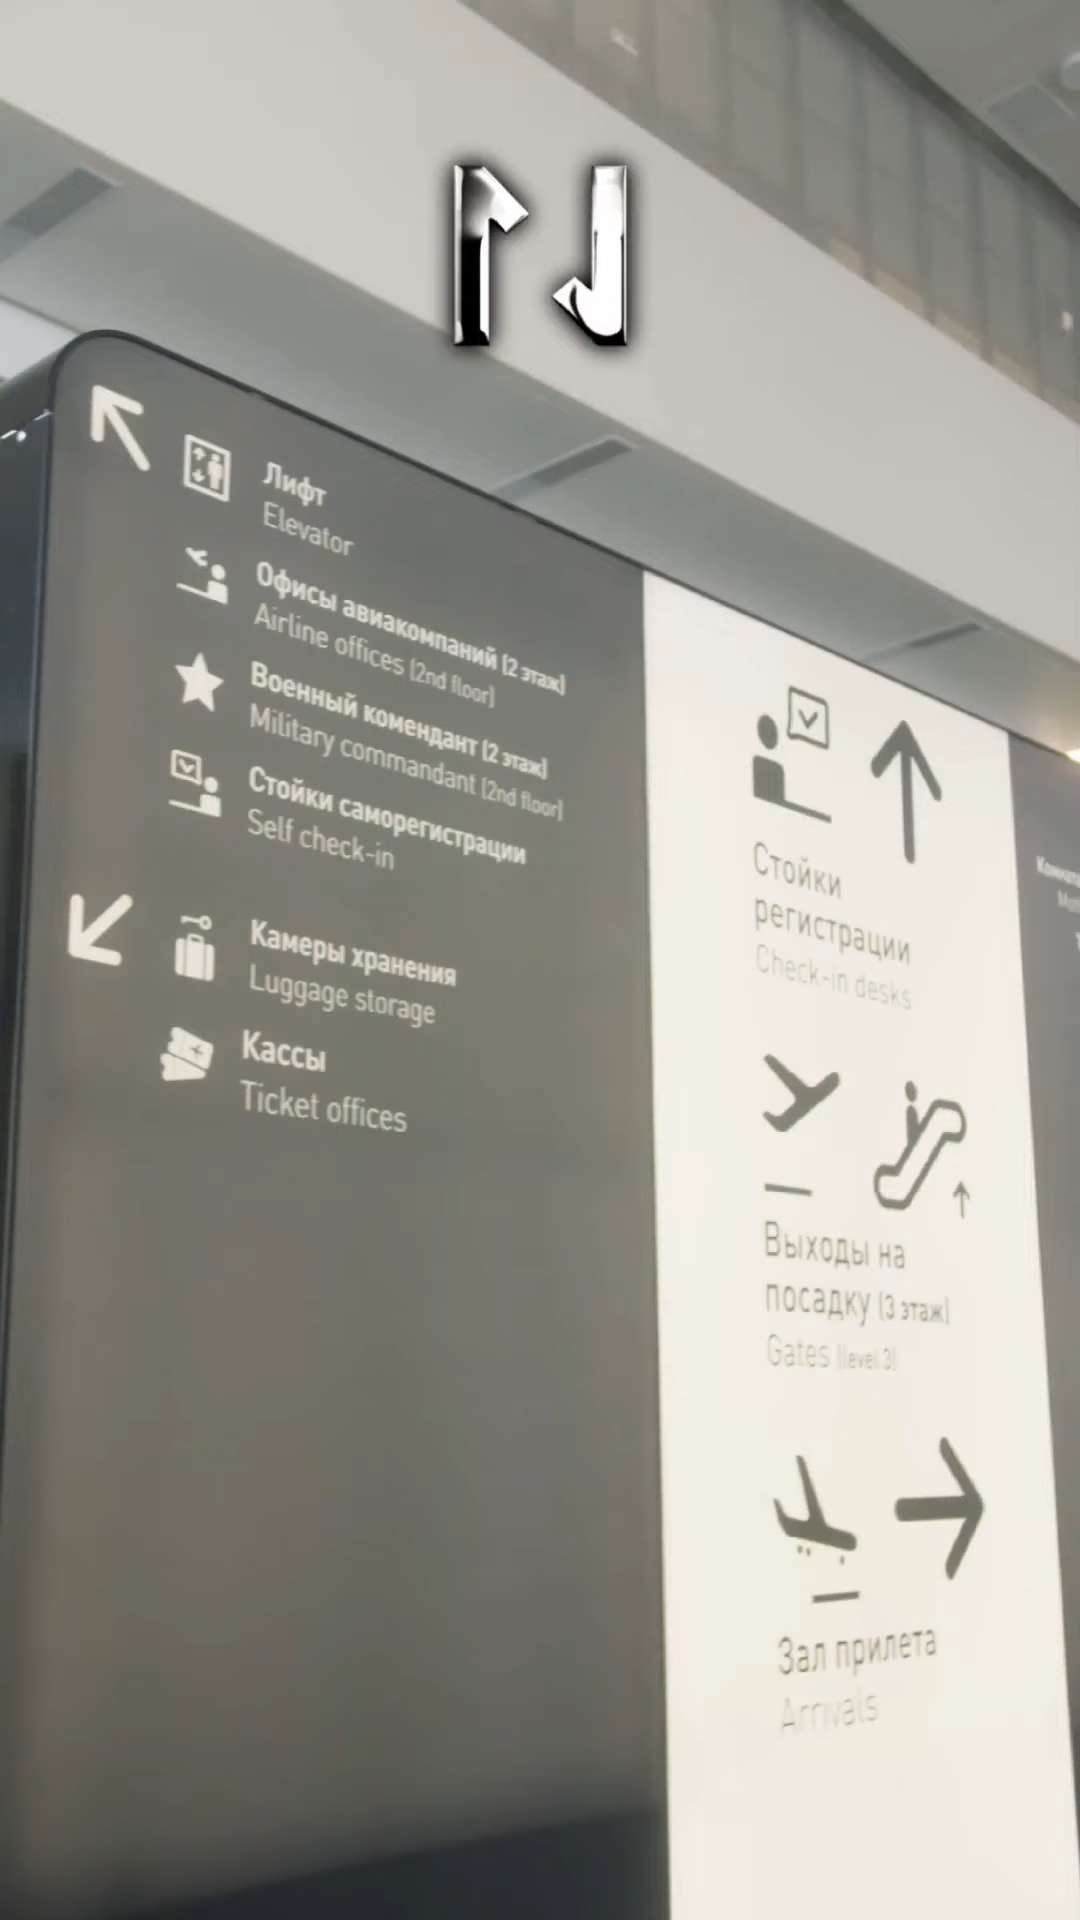 Лифт
Elevator
Офисы авиакомпаний (2 этаж)
Airline offices (2nd floor)
Военный комендант (2 этаж)
Military commandant (2nd floor)
Стойки саморегистрации
Self check-in
Камеры хранения
Luggage storage
Кассы
Ticket offices
Стойки
регистрации
Check-in desks
Выходы на
посадку (3 этаж)
Gates (level 3)
Зал прилета
Arrivals